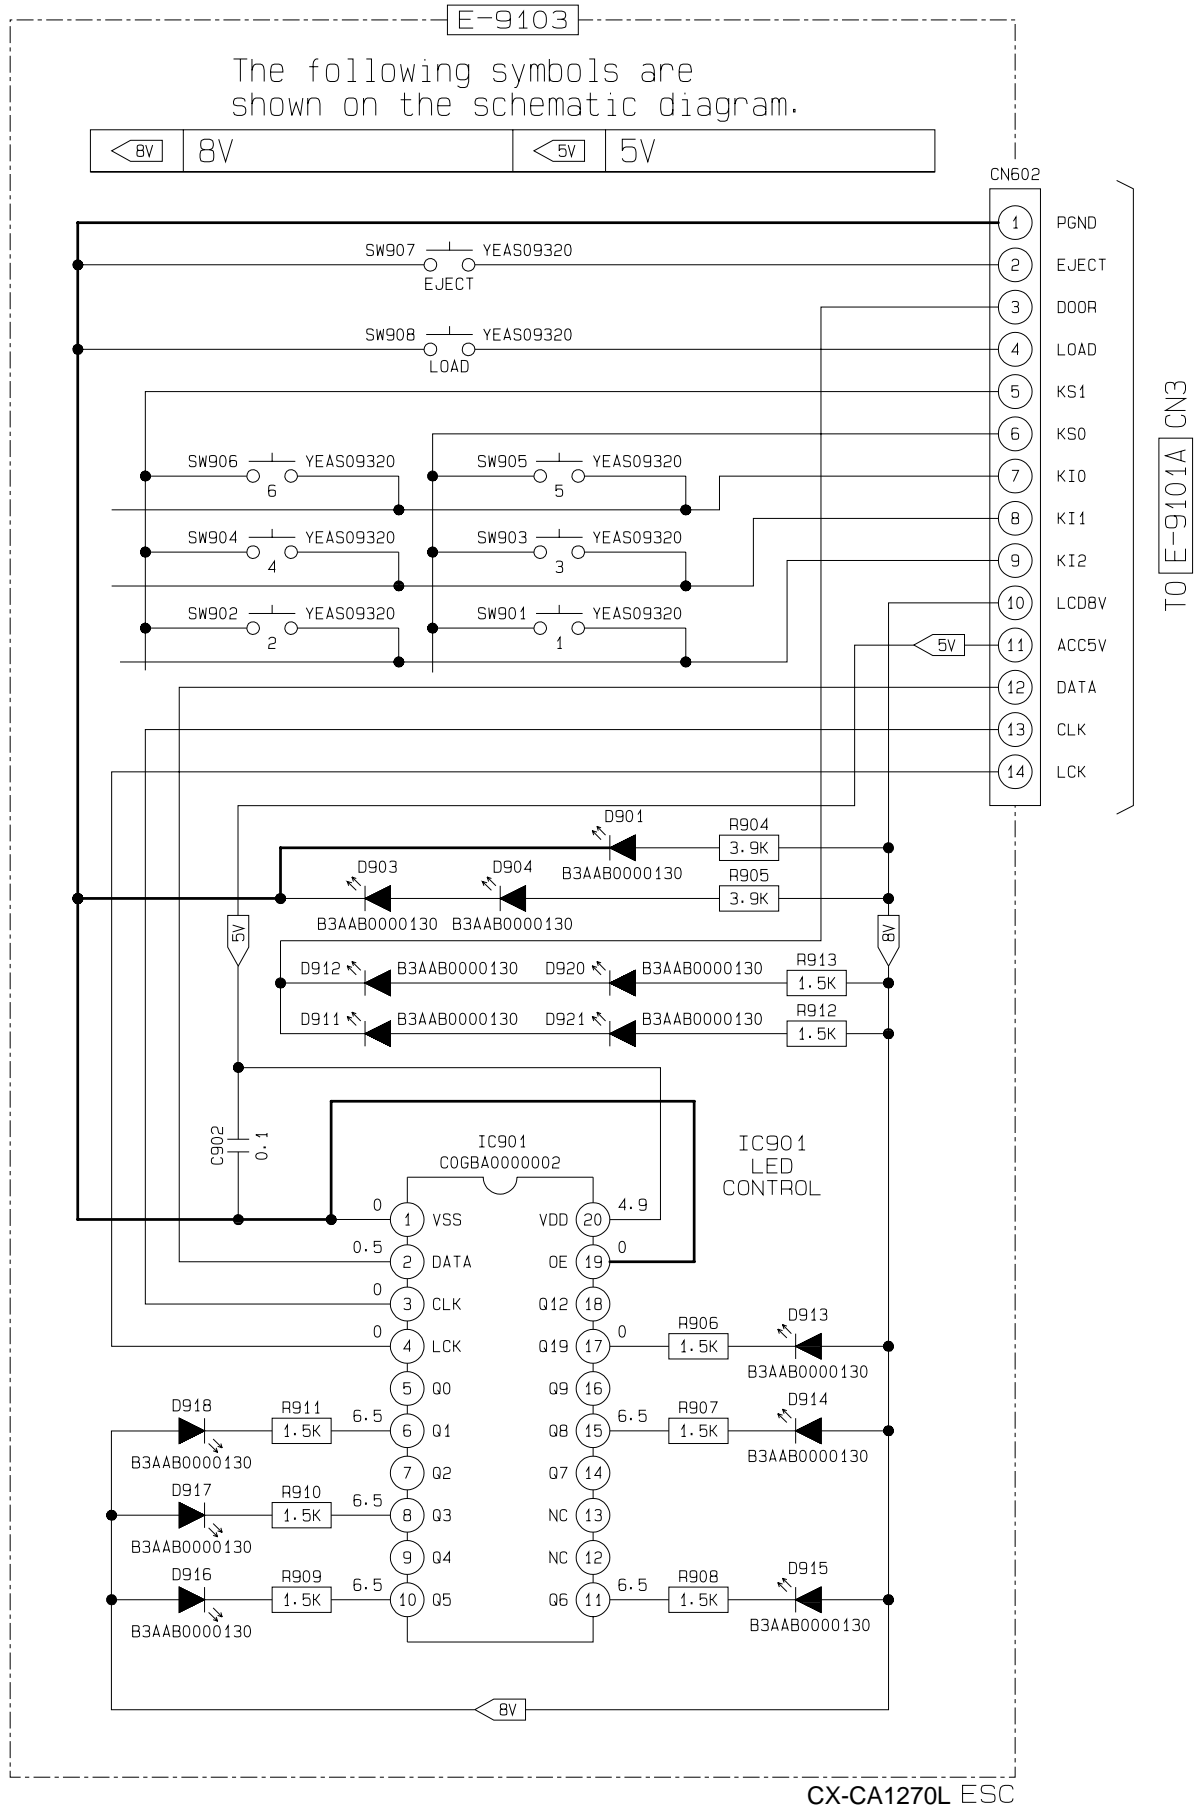 E-9103
The following symbols are
shown on the schematic diagram.
8V 8V 5V 5V
CN602
1 PGND
SW907 YEAS09320
EJECT
2 EJECT
3 DOOR
SW908 YEAS09320
LOAD
4 LOAD
5 KS1
6 KS0
SW906 YEAS09320 SW905 YEAS09320
6 5
7 KI0
8 KI1
SW904 YEAS09320 SW903 YEAS09320
4 3
9 KI2
10 LCD8V
SW902 YEAS09320 SW901 YEAS09320
2 1
5V 11 ACC5V
12 DATA
13 CLK
14 LCK
TO E-9101A CN3
D901 R904
3.9K
B3AAB0000130
D903 D904 R905
3.9K
B3AAB0000130 B3AAB0000130
5V 8V
D912 B3AAB0000130 D920 B3AAB0000130 R913
1.5K
D911 B3AAB0000130 D921 B3AAB0000130 R912
1.5K
C902 0.1
IC901
C0GBA0000002
IC901
LED
CONTROL
0 1 VSS VDD 20 4.9
0.5 2 DATA OE 19 0
0 3 CLK Q12 18
0 4 LCK Q19 17 0 R906 1.5K D913
B3AAB0000130
5 Q0 Q9 16
D918 R911 1.5K 6.5 6 Q1 Q8 15 6.5 R907 1.5K D914
B3AAB0000130 B3AAB0000130
7 Q2 Q7 14
D917 R910 1.5K 6.5 8 Q3 NC 13
B3AAB0000130
9 Q4 NC 12
D916 R909 1.5K 6.5 10 Q5 Q6 11 6.5 R908 1.5K D915
B3AAB0000130 B3AAB0000130
8V
CX-CA1270L ESC